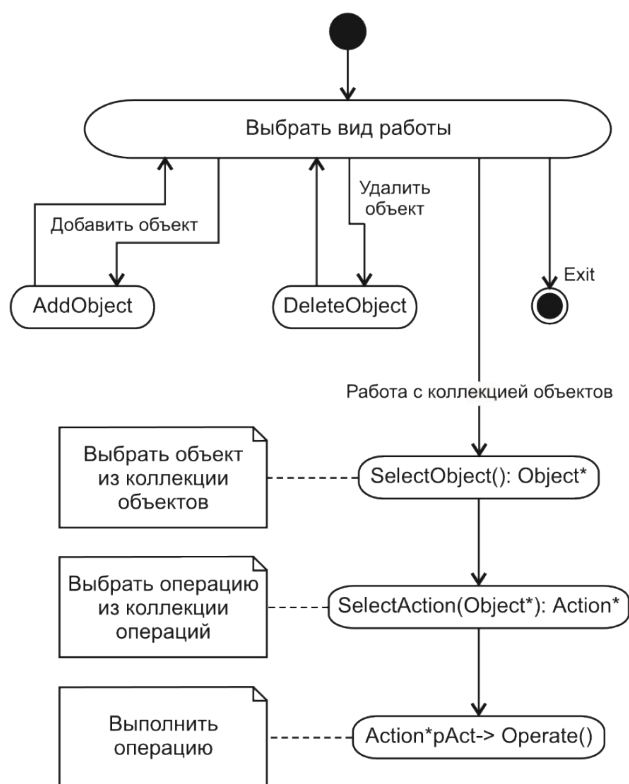 Выбрать вид работы
Добавить объект
Удалить
объект
AddObject
DeleteObject
Exit
Работа с коллекцией объектов
Выбрать объект
из коллекции
объектов
SelectObject(): Object*
Выбрать операцию
из коллекции
операций
SelectAction(Object*): Action*
Выполнить
операцию
Action*pAct-> Operate()